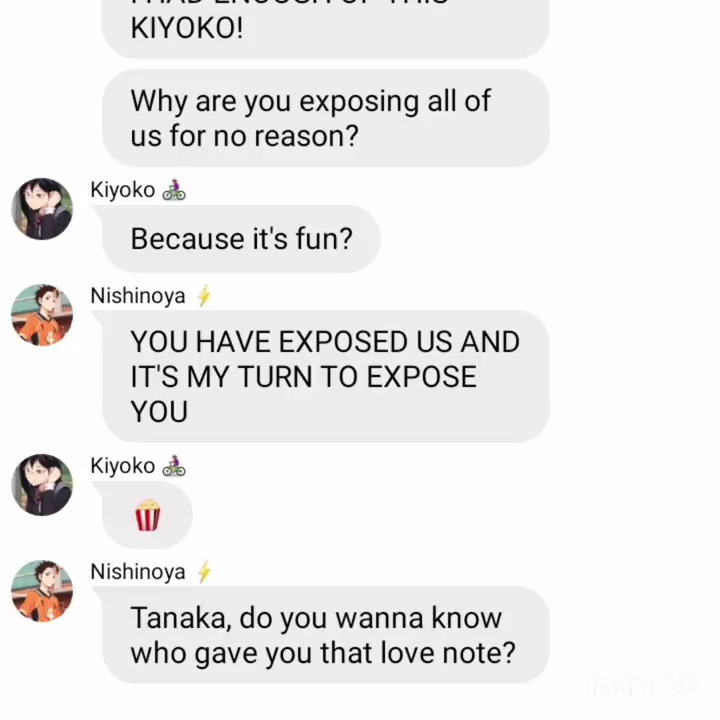 KIYOKO!
Why are you exposing all of
us for no reason?
Kiyoko 🚴‍♀️
Because it's fun?
Nishinoya ⚡
YOU HAVE EXPOSED US AND
IT'S MY TURN TO EXPOSE
YOU
Kiyoko 🚴‍♀️
🍿
Nishinoya ⚡
Tanaka, do you wanna know
who gave you that love note?
InShOt